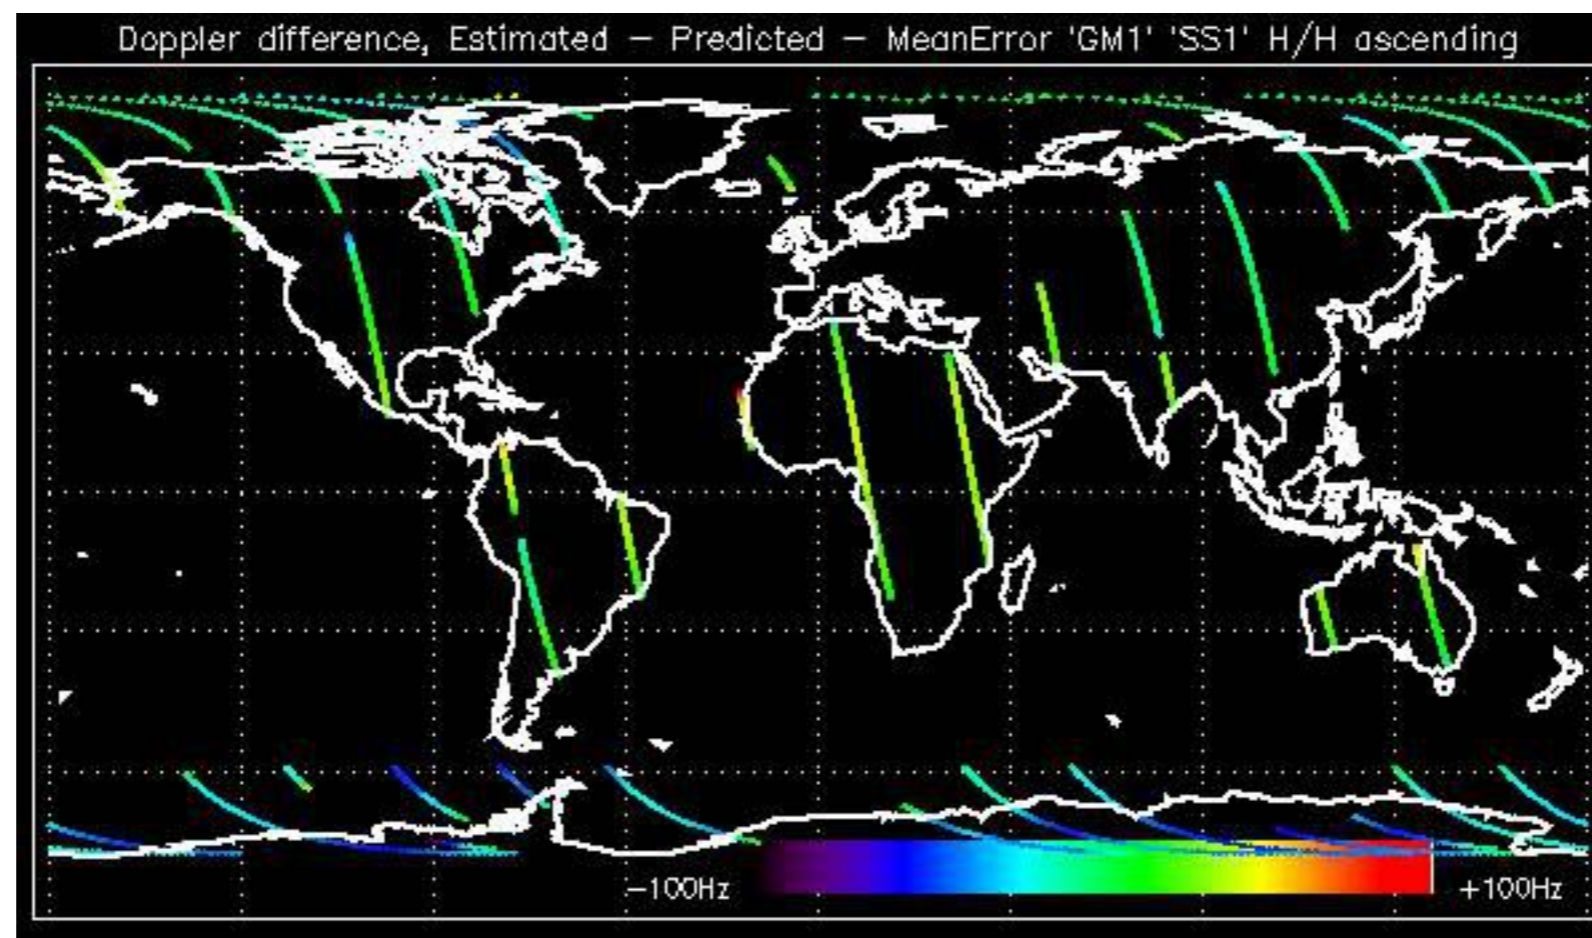 Doppler difference, Estimated – Predicted – MeanError 'GM1' 'SS1' H/H ascending
–100Hz
+100Hz